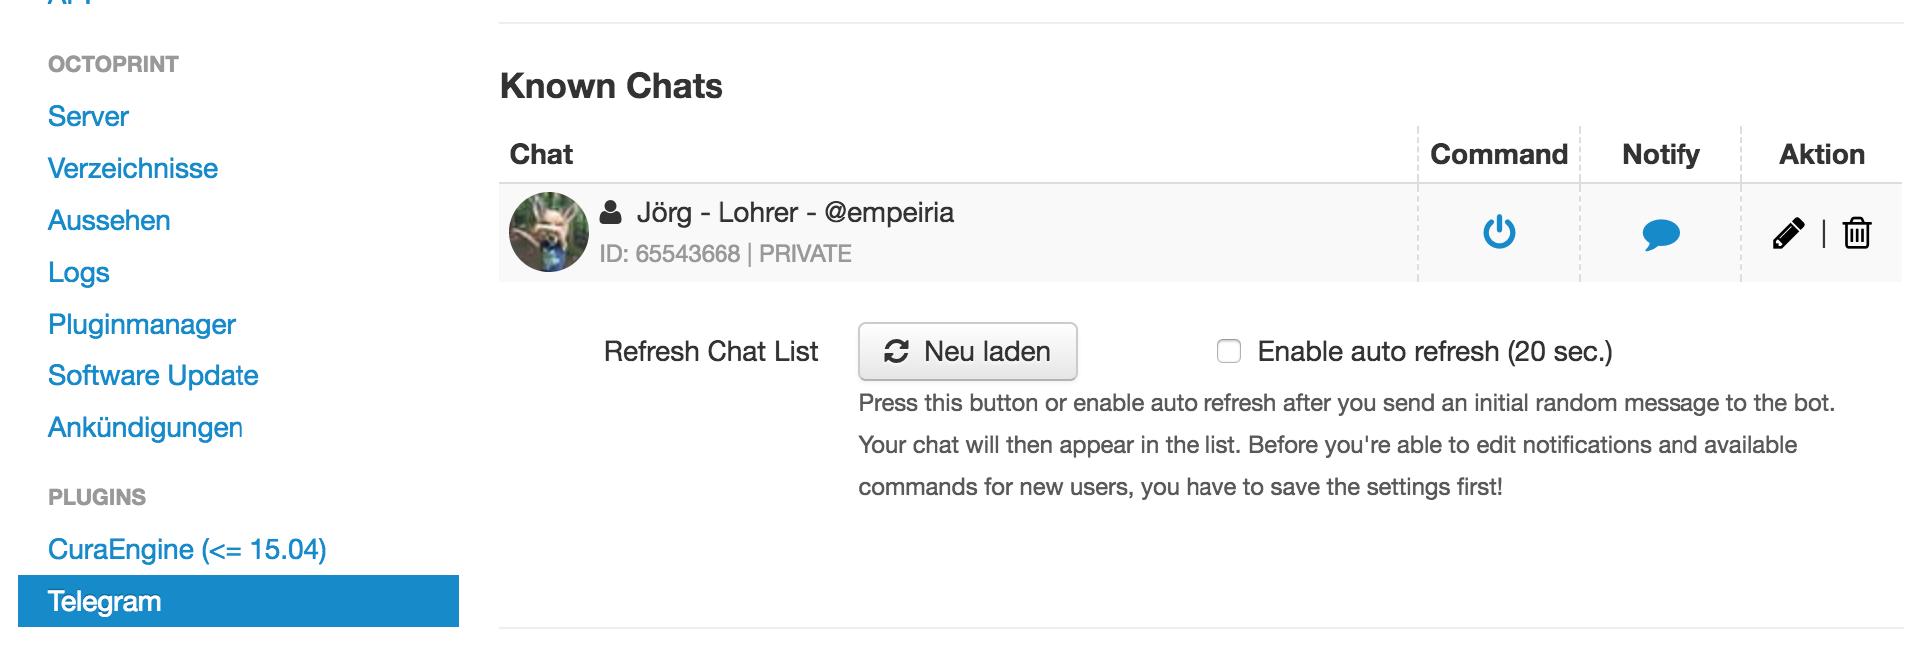 OCTOPRINT
Server
Verzeichnisse
Aussehen
Logs
Pluginmanager
Software Update
Ankündigungen
PLUGINS
CuraEngine (<= 15.04)
Telegram
Known Chats
Chat Command Notify Aktion
Jörg - Lohrer - @empeiria
ID: 65543668 | PRIVATE
|
Refresh Chat List Neu laden Enable auto refresh (20 sec.)
Press this button or enable auto refresh after you send an initial random message to the bot.
Your chat will then appear in the list. Before you're able to edit notifications and available
commands for new users, you have to save the settings first!